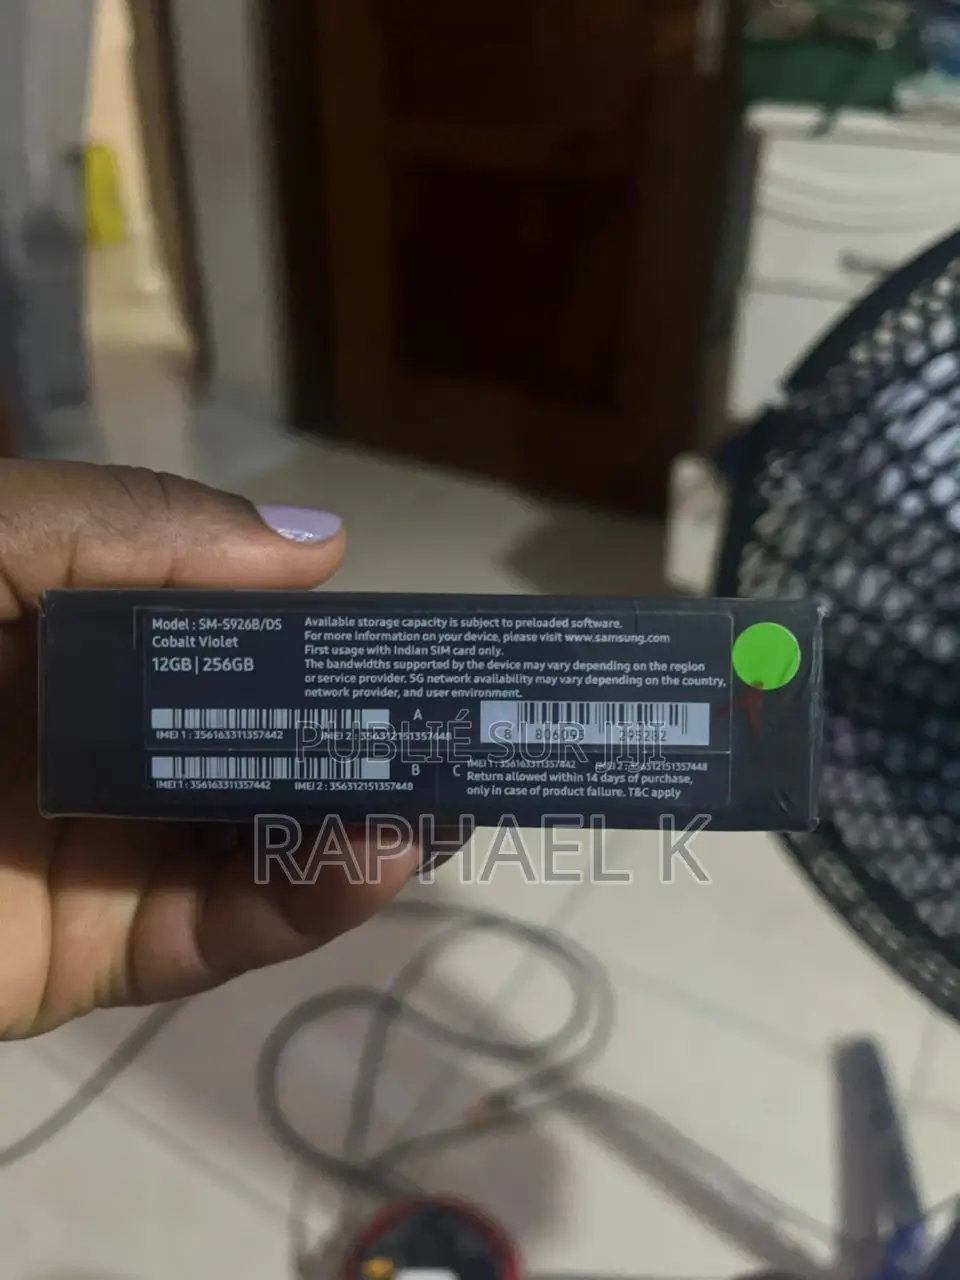 Model : SM-S926B/DS
Cobalt Violet
12GB | 256GB
Available storage capacity is subject to preloaded software.
For more information on your device, please visit www.samsung.com
First usage with Indian SIM card only.
The bandwidths supported by the device may vary depending on the region
or service provider. 5G network availability may vary depending on the country,
network provider, and user environment.
A
IMEI 1 : 356163311357442 IMEI 2 : 356312151357448
8 806095 295282
B
IMEI 1 : 356163311357442 IMEI 2 : 356312151357448
C
IMEI 1 : 356163311357442 IMEI 2 : 356312151357448
Return allowed within 14 days of purchase,
only in case of product failure. T&C apply
PUBLIÉ SUR JIJI
RAPHAEL K